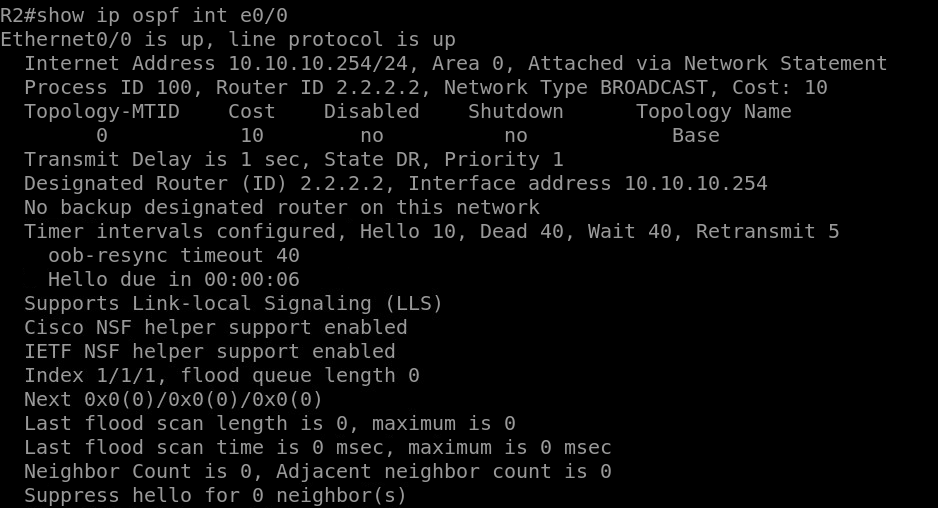 R2#show ip ospf int e0/0
Ethernet0/0 is up, line protocol is up
  Internet Address 10.10.10.254/24, Area 0, Attached via Network Statement
  Process ID 100, Router ID 2.2.2.2, Network Type BROADCAST, Cost: 10
  Topology-MTID    Cost    Disabled    Shutdown      Topology Name
        0           10        no          no            Base
  Transmit Delay is 1 sec, State DR, Priority 1
  Designated Router (ID) 2.2.2.2, Interface address 10.10.10.254
  No backup designated router on this network
  Timer intervals configured, Hello 10, Dead 40, Wait 40, Retransmit 5
    oob-resync timeout 40
    Hello due in 00:00:06
  Supports Link-local Signaling (LLS)
  Cisco NSF helper support enabled
  IETF NSF helper support enabled
  Index 1/1/1, flood queue length 0
  Next 0x0(0)/0x0(0)/0x0(0)
  Last flood scan length is 0, maximum is 0
  Last flood scan time is 0 msec, maximum is 0 msec
  Neighbor Count is 0, Adjacent neighbor count is 0
  Suppress hello for 0 neighbor(s)